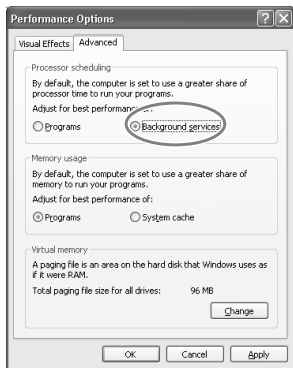 Performance Options
Visual Effects Advanced
Processor scheduling
By default, the computer is set to use a greater share of
processor time to run your programs.
Adjust for best performance of:
Programs Background services
Memory usage
By default, the computer is set to use a greater share of
memory to run your programs.
Adjust for best performance of:
Programs System cache
Virtual memory
A paging file is an area on the hard disk that Windows uses as
if it were RAM.
Total paging file size for all drives: 96 MB
Change
OK Cancel Apply